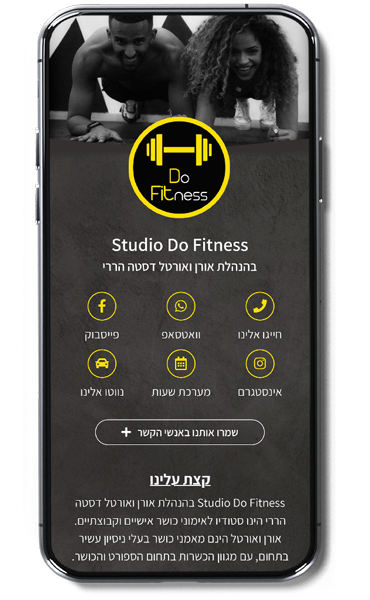 Do
Fitness
Studio Do Fitness
בהנהלת אורן ואורטל דסטה הררי
חייגו אלינו
וואטסאפ
פייסבוק
אינסטגרם
מערכת שעות
נווטו אלינו
שמרו אותנו באנשי הקשר +
קצת עלינו
Studio Do Fitness בהנהלת אורן ואורטל דסטה
הררי הינו סטודיו לאימוני כושר אישיים וקבוצתיים.
אורן ואורטל הינם מאמני כושר בעלי ניסיון עשיר
בתחום, עם מגוון הכשרות בתחום הספורט והכושר.